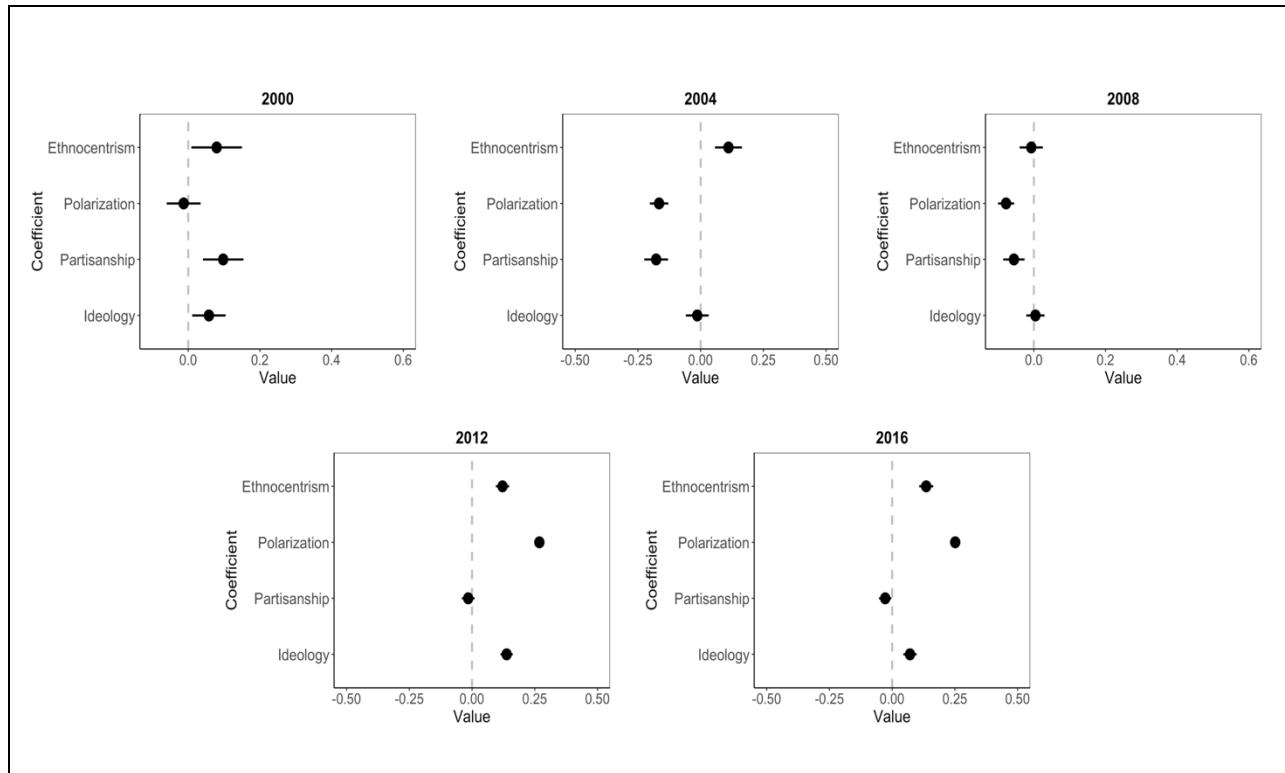 2000
Coefficient
Ethnocentrism
Polarization
Partisanship
Ideology
0.0 0.2 0.4 0.6
Value
2004
Coefficient
Ethnocentrism
Polarization
Partisanship
Ideology
-0.50 -0.25 0.00 0.25 0.50
Value
2008
Coefficient
Ethnocentrism
Polarization
Partisanship
Ideology
0.0 0.2 0.4 0.6
Value
2012
Coefficient
Ethnocentrism
Polarization
Partisanship
Ideology
-0.50 -0.25 0.00 0.25 0.50
Value
2016
Coefficient
Ethnocentrism
Polarization
Partisanship
Ideology
-0.50 -0.25 0.00 0.25 0.50
Value